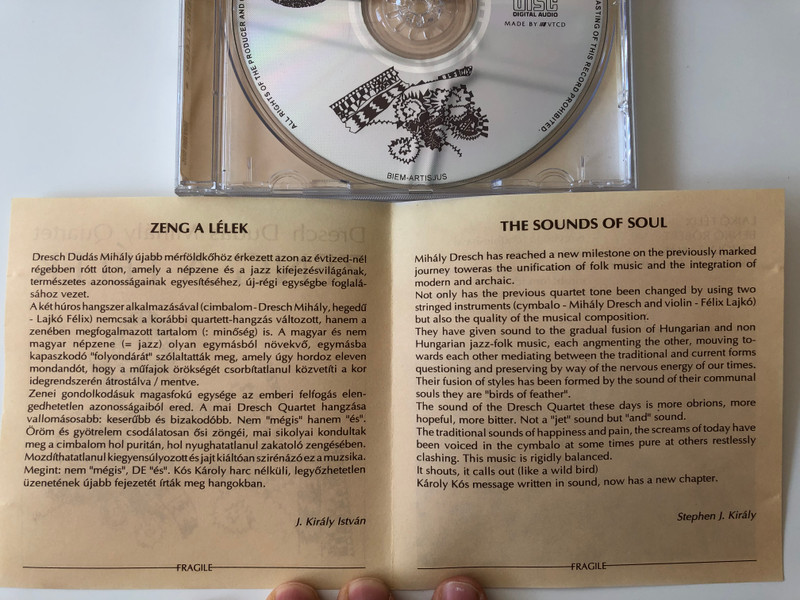 DISC
DIGITAL AUDIO
MADE BY VTCD
ALL RIGHTS OF THE PRODUCER AND
CASTING OF THIS RECORD PROHIBITED.
BIEM-ARTISJUS
ZENG A LÉLEK
Dresch Dudás Mihály újabb mérföldkőhöz érkezett azon az évtized-nél
régebben rótt úton, amely a népzene és a jazz kifejezésvilágának,
természetes azonosságainak egyesítéséhez, új-régi egységbe foglalá-
sához vezet.
A két húros hangszer alkalmazásával (cimbalom - Dresch Mihály, hegedű
- Lajkó Félix) nemcsak a korábbi quartett-hangzás változott, hanem a
zenében megfogalmazott tartalom (: minőség) is. A magyar és nem
magyar népzene (= jazz) olyan egymásból növekvő, egymásba
kapaszkodó "folyondárát" szólaltatták meg, amely úgy hordoz eleven
mondandót, hogy a műfajok örökségét csorbítatlanul közvetíti a kor
idegrendszerén átrostálva / mentve.
Zenei gondolkodásuk magasfokú egysége az emberi felfogás elen-
gedhetetlen azonosságaiból ered. A mai Dresch Quartet hangzása
vallomásosabb: keserűbb és bizakodóbb. Nem "mégis" hanem "és".
Öröm és gyötrelem csodálatosan ősi zöngéi, mai sikolyai kondultak
meg a cimbalom hol puritán, hol nyughatatlanul zakatoló zengésében.
Mozdíthatatlanul kiegyensúlyozott és jajt kiáltóan szirénázó ez a muzsika.
Megint: nem "mégis", DE "és". Kós Károly harc nélküli, legyőzhetetlen
üzenetének újabb fejezetét írták meg hangokban.
J. Király István
FRAGILE
THE SOUNDS OF SOUL
Mihály Dresch has reached a new milestone on the previously marked
journey toweras the unification of folk music and the integration of
modern and archaic.
Not only has the previous quartet tone been changed by using two
stringed instruments (cymbalo - Mihály Dresch and violin - Félix Lajkó)
but also the quality of the musical composition.
They have given sound to the gradual fusion of Hungarian and non
Hungarian jazz-folk music, each angmenting the other, mouving to-
wards each other mediating between the traditional and current forms
questioning and preserving by way of the nervous energy of our times.
Their fusion of styles has been formed by the sound of their communal
souls they are "birds of feather".
The sound of the Dresch Quartet these days is more obrions, more
hopeful, more bitter. Not a "jet" sound but "and" sound.
The traditional sounds of happiness and pain, the screams of today have
been voiced in the cymbalo at some times pure at others restlessly
clashing. This music is rigidly balanced.
It shouts, it calls out (like a wild bird)
Károly Kós message written in sound, now has a new chapter.
Stephen J. Király
FRAGILE